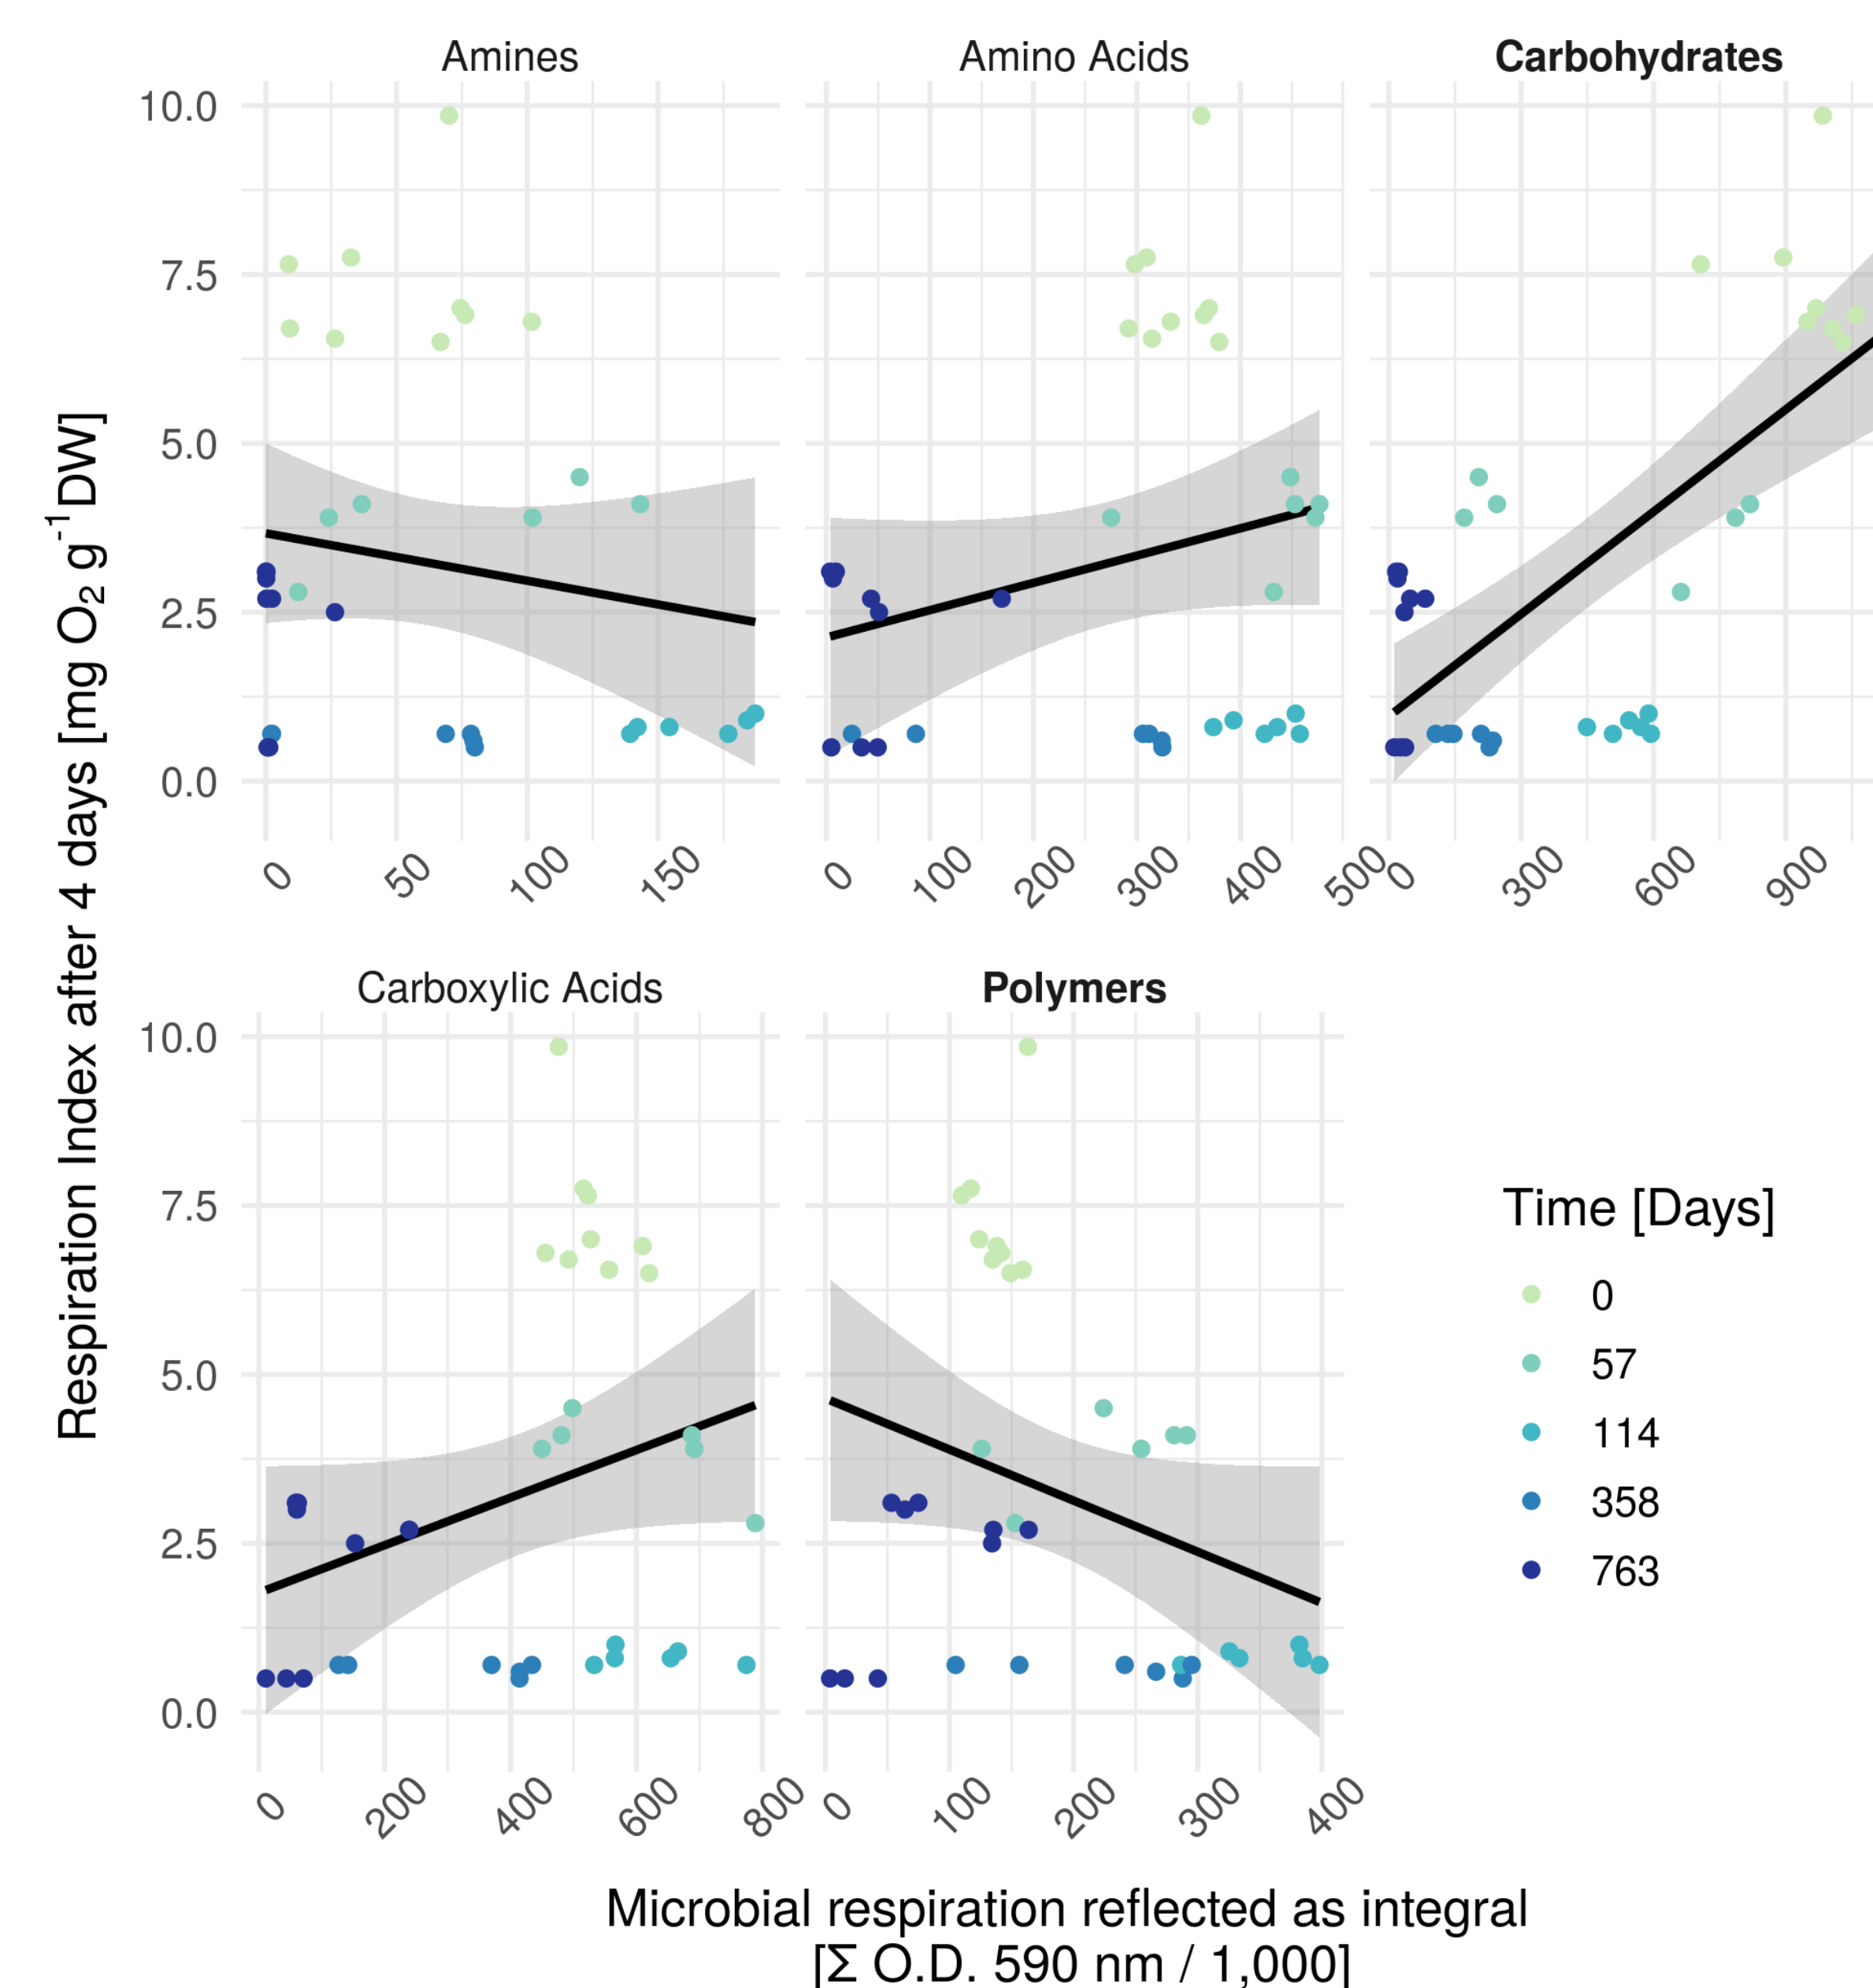 Amines
Amino Acids
Carbohydrates
10.0
7.5
5.0
2.5
0.0
0 50 100 150
0 100 200 300 400 500
0 300 600 900
Respiration Index after 4 days [mg O₂ g⁻¹DW]
Carboxylic Acids
Polymers
10.0
7.5
5.0
2.5
0.0
0 200 400 600 800
0 100 200 300 400
Time [Days]
0
57
114
358
763
Microbial respiration reflected as integral
[Σ O.D. 590 nm / 1,000]